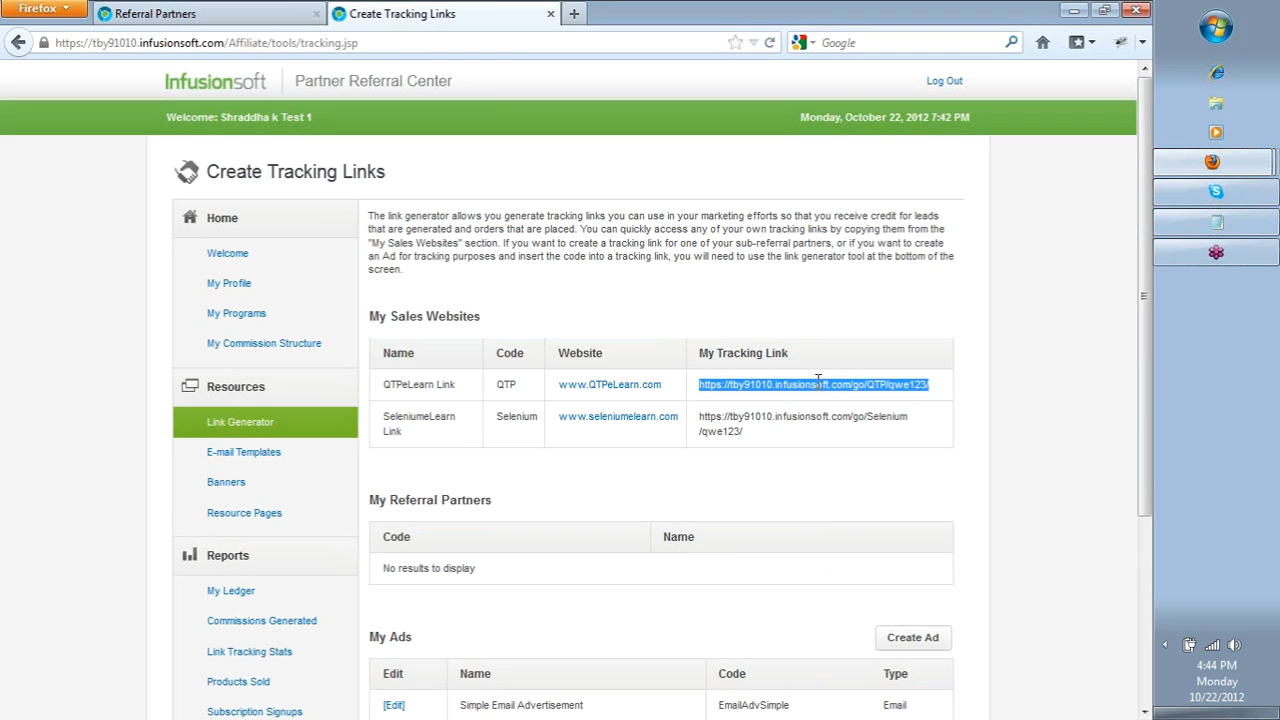 Firefox
Referral Partners
Create Tracking Links
https://tby91010.infusionsoft.com/Affiliate/tools/tracking.jsp
Google
Infusionsoft
Partner Referral Center
Log Out
Welcome: Shraddha k Test 1
Monday, October 22, 2012 7:42 PM
Create Tracking Links
Home
Welcome
My Profile
My Programs
My Commission Structure
Resources
Link Generator
E-mail Templates
Banners
Resource Pages
Reports
My Ledger
Commissions Generated
Link Tracking Stats
Products Sold
Subscription Signups
The link generator allows you generate tracking links you can use in your marketing efforts so that you receive credit for leads
that are generated and orders that are placed. You can quickly access any of your own tracking links by copying them from the
"My Sales Websites" section. If you want to create a tracking link for one of your sub-referral partners, or if you want to create
an Ad for tracking purposes and insert the code into a tracking link, you will need to use the link generator tool at the bottom of the
screen.
My Sales Websites
Name Code Website My Tracking Link
QTPeLearn Link QTP www.QTPeLearn.com https://tby91010.infusionsoft.com/go/QTP/qwe123/
SeleniumeLearn Selenium www.seleniumelearn.com https://tby91010.infusionsoft.com/go/Selenium
Link /qwe123/
My Referral Partners
Code Name
No results to display
My Ads
Create Ad
Edit Name Code Type
[Edit] Simple Email Advertisement EmailAdvSimple Email
4:44 PM
Monday
10/22/2012